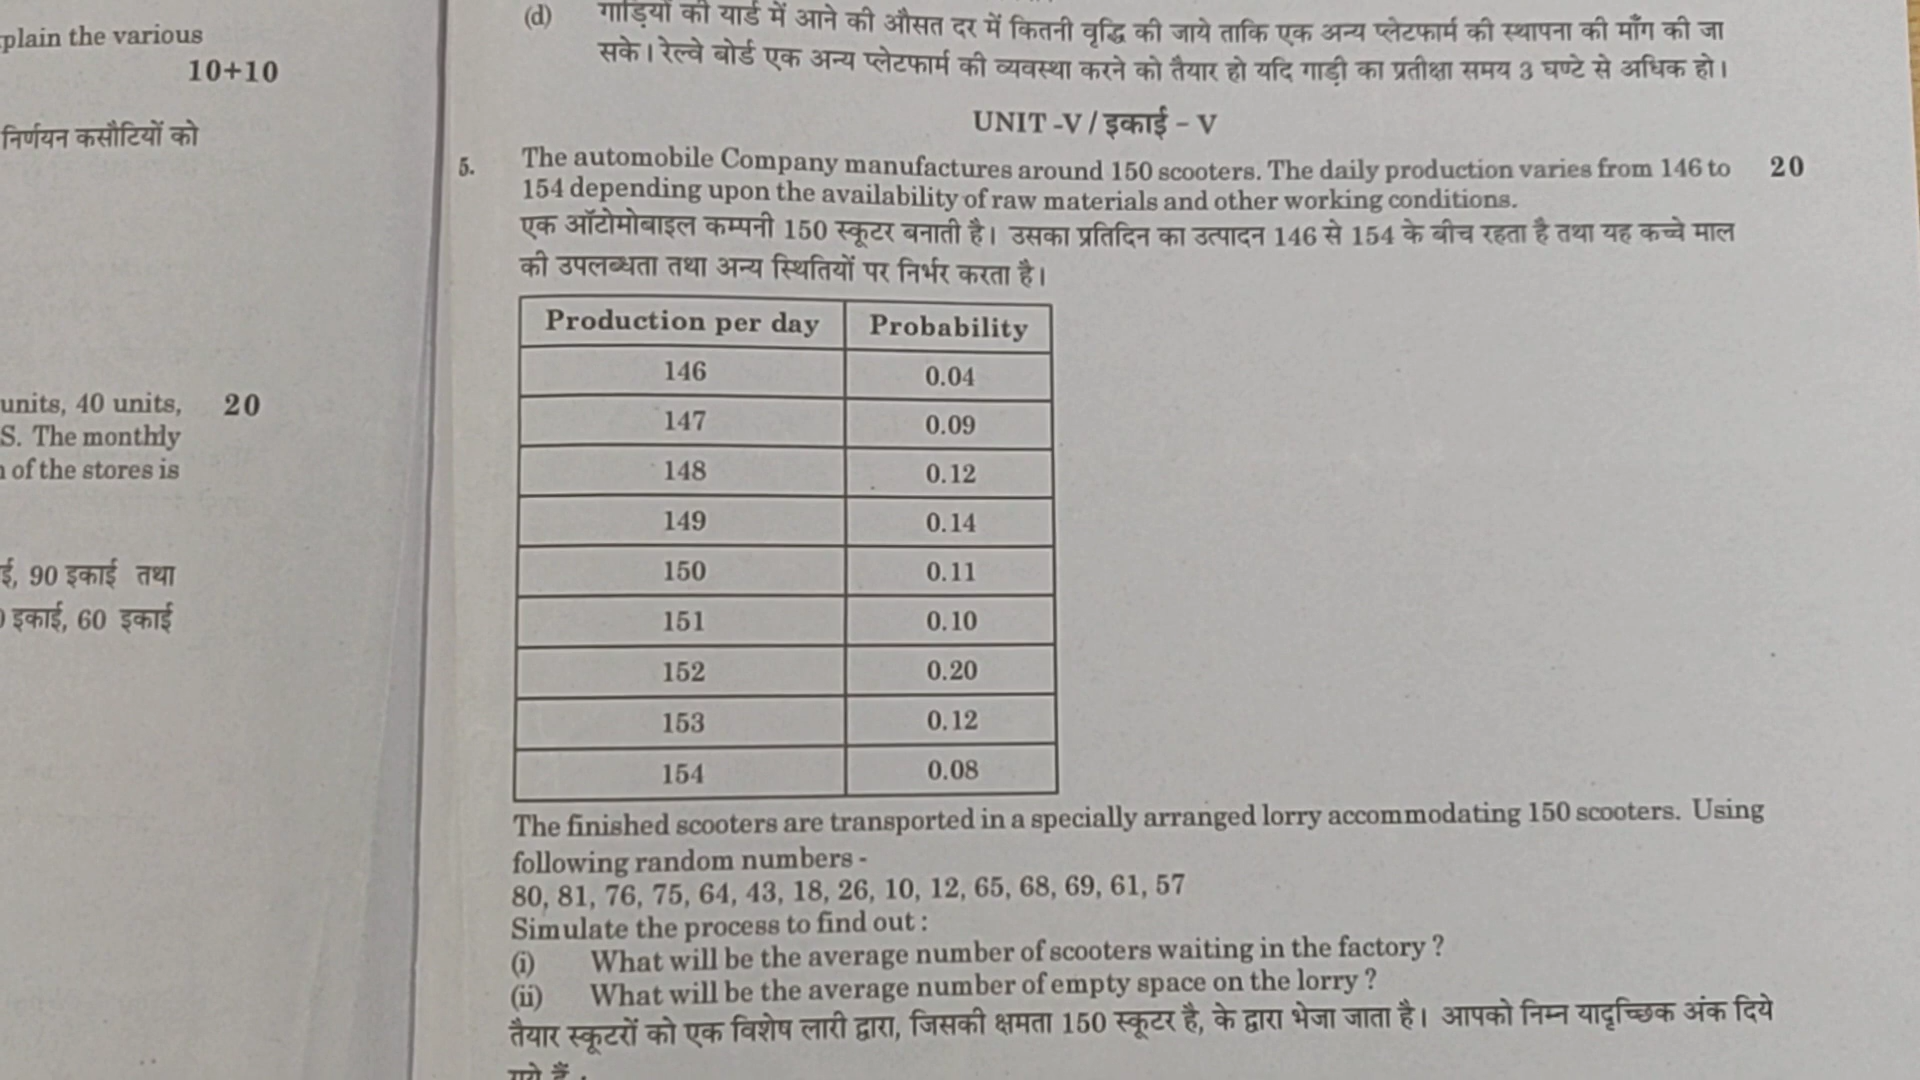 plain the various
10+10
निर्णयन कसौटियों को
units, 40 units, 20
S. The monthly
of the stores is
ई, 90 इकाई तथा
इकाई, 60 इकाई
(d) गाड़ियों की यार्ड में आने की औसत दर में कितनी वृद्धि की जाये ताकि एक अन्य प्लेटफार्म की स्थापना की माँग की जा
सके। रेल्वे बोर्ड एक अन्य प्लेटफार्म की व्यवस्था करने को तैयार हो यदि गाड़ी का प्रतीक्षा समय 3 घण्टे से अधिक हो।
UNIT -V / इकाई - V
5. The automobile Company manufactures around 150 scooters. The daily production varies from 146 to 20
154 depending upon the availability of raw materials and other working conditions.
एक ऑटोमोबाइल कम्पनी 150 स्कूटर बनाती है। उसका प्रतिदिन का उत्पादन 146 से 154 के बीच रहता है तथा यह कच्चे माल
की उपलब्धता तथा अन्य स्थितियों पर निर्भर करता है।
Production per day Probability
146 0.04
147 0.09
148 0.12
149 0.14
150 0.11
151 0.10
152 0.20
153 0.12
154 0.08
The finished scooters are transported in a specially arranged lorry accommodating 150 scooters. Using
following random numbers -
80, 81, 76, 75, 64, 43, 18, 26, 10, 12, 65, 68, 69, 61, 57
Simulate the process to find out :
(i) What will be the average number of scooters waiting in the factory ?
(ii) What will be the average number of empty space on the lorry ?
तैयार स्कूटरों को एक विशेष लारी द्वारा, जिसकी क्षमता 150 स्कूटर है, के द्वारा भेजा जाता है। आपको निम्न यादृच्छिक अंक दिये